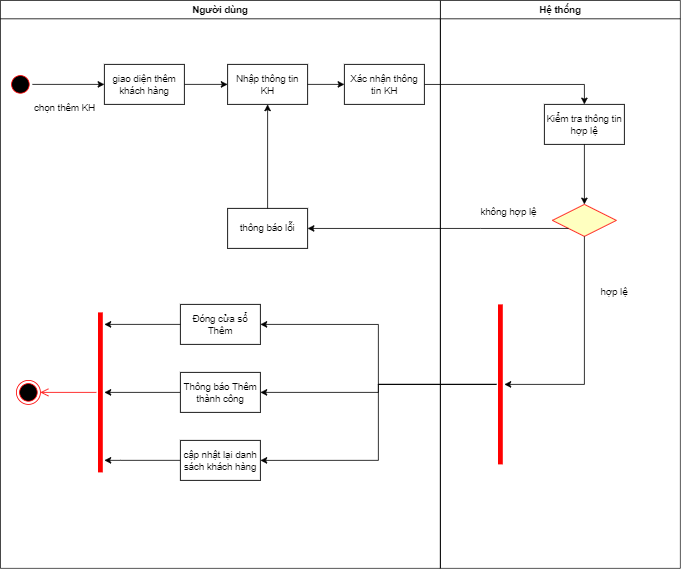 Người dùng
Hệ thống
giao diện thêm
khách hàng
Nhập thông tin
KH
Xác nhận thông
tin KH
chọn thêm KH
Kiểm tra thông tin
hợp lệ
không hợp lệ
thông báo lỗi
hợp lệ
Đóng cửa sổ
Thêm
Thông báo Thêm
thành công
cập nhật lại danh
sách khách hàng